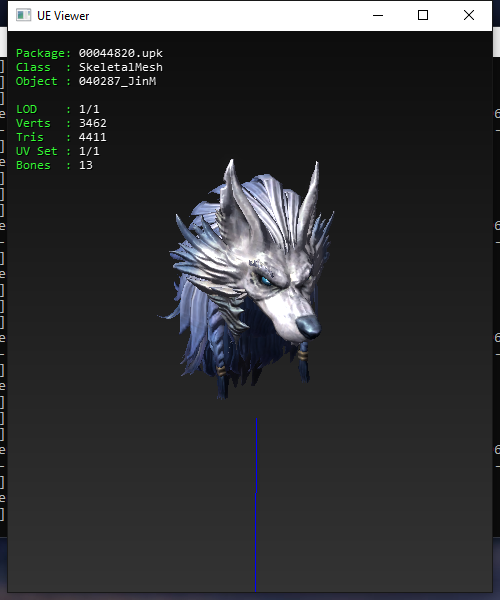 UE Viewer
Package: 00044820.upk
Class : SkeletalMesh
Object : 040287_JinM
LOD : 1/1
Verts : 3462
Tris : 4411
UV Set : 1/1
Bones : 13